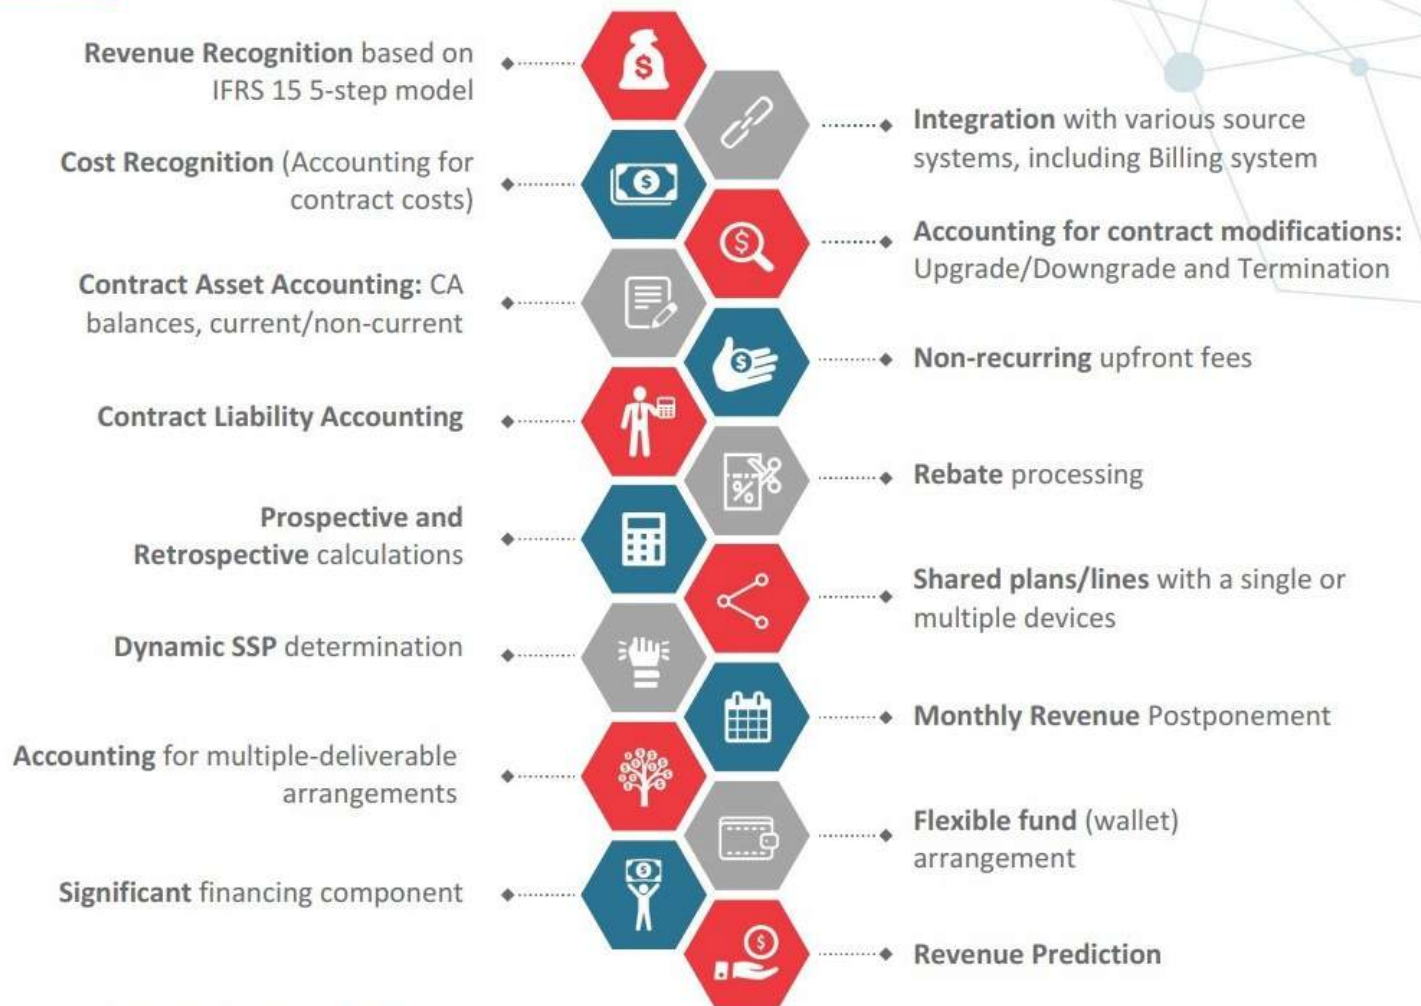 Revenue Recognition based on
IFRS 15 5-step model
Integration with various source
systems, including Billing system
Cost Recognition (Accounting for
contract costs)
Accounting for contract modifications:
Upgrade/Downgrade and Termination
Contract Asset Accounting: CA
balances, current/non-current
Non-recurring upfront fees
Contract Liability Accounting
Rebate processing
Prospective and
Retrospective calculations
Shared plans/lines with a single or
multiple devices
Dynamic SSP determination
Monthly Revenue Postponement
Accounting for multiple-deliverable
arrangements
Flexible fund (wallet)
arrangement
Significant financing component
Revenue Prediction